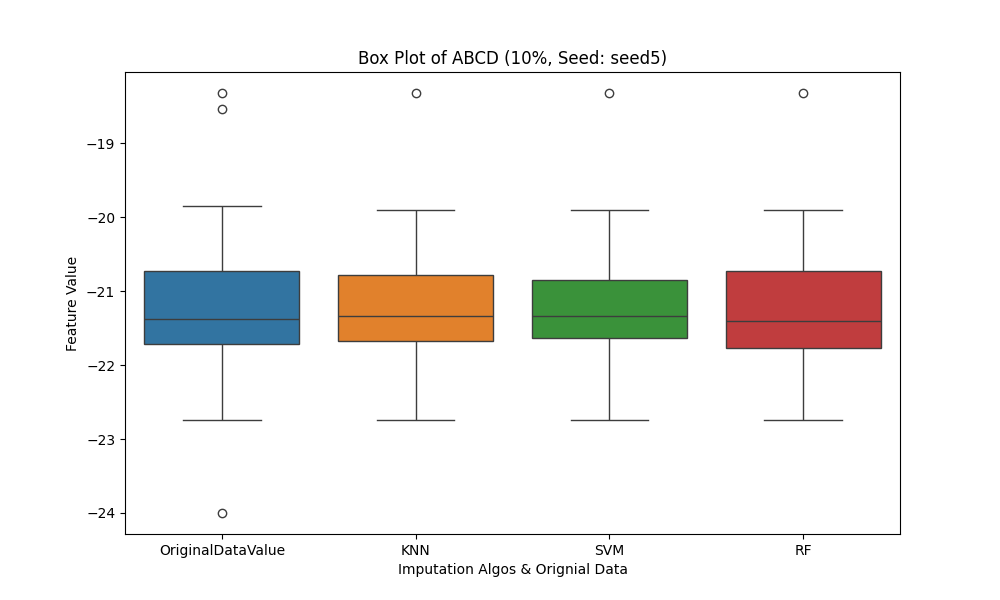 Box Plot of ABCD (10%, Seed: seed5)
Feature Value
−19
−20
−21
−22
−23
−24
OriginalDataValue KNN SVM RF
Imputation Algos & Orignial Data